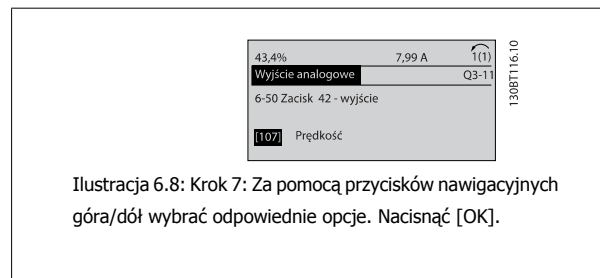 43,4% 7,99 A 1(1)
Wyjście analogowe Q3-11
6-50 Zacisk 42 - wyjście
[107] Prędkość
130BT116.10
Ilustracja 6.8: Krok 7: Za pomocą przycisków nawigacyjnych
góra/dół wybrać odpowiednie opcje. Nacisnąć [OK].